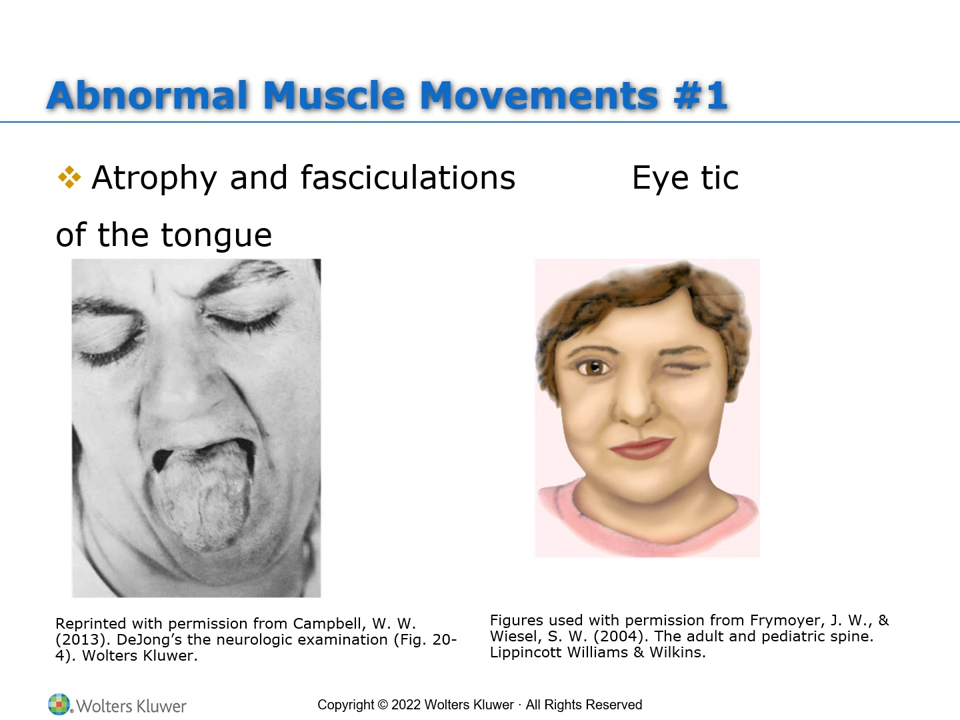 Abnormal Muscle Movements #1
❖ Atrophy and fasciculations Eye tic
of the tongue
Reprinted with permission from Campbell, W. W.
(2013). DeJong’s the neurologic examination (Fig. 20-
4). Wolters Kluwer.
Figures used with permission from Frymoyer, J. W., &
Wiesel, S. W. (2004). The adult and pediatric spine.
Lippincott Williams & Wilkins.
Wolters Kluwer
Copyright © 2022 Wolters Kluwer · All Rights Reserved